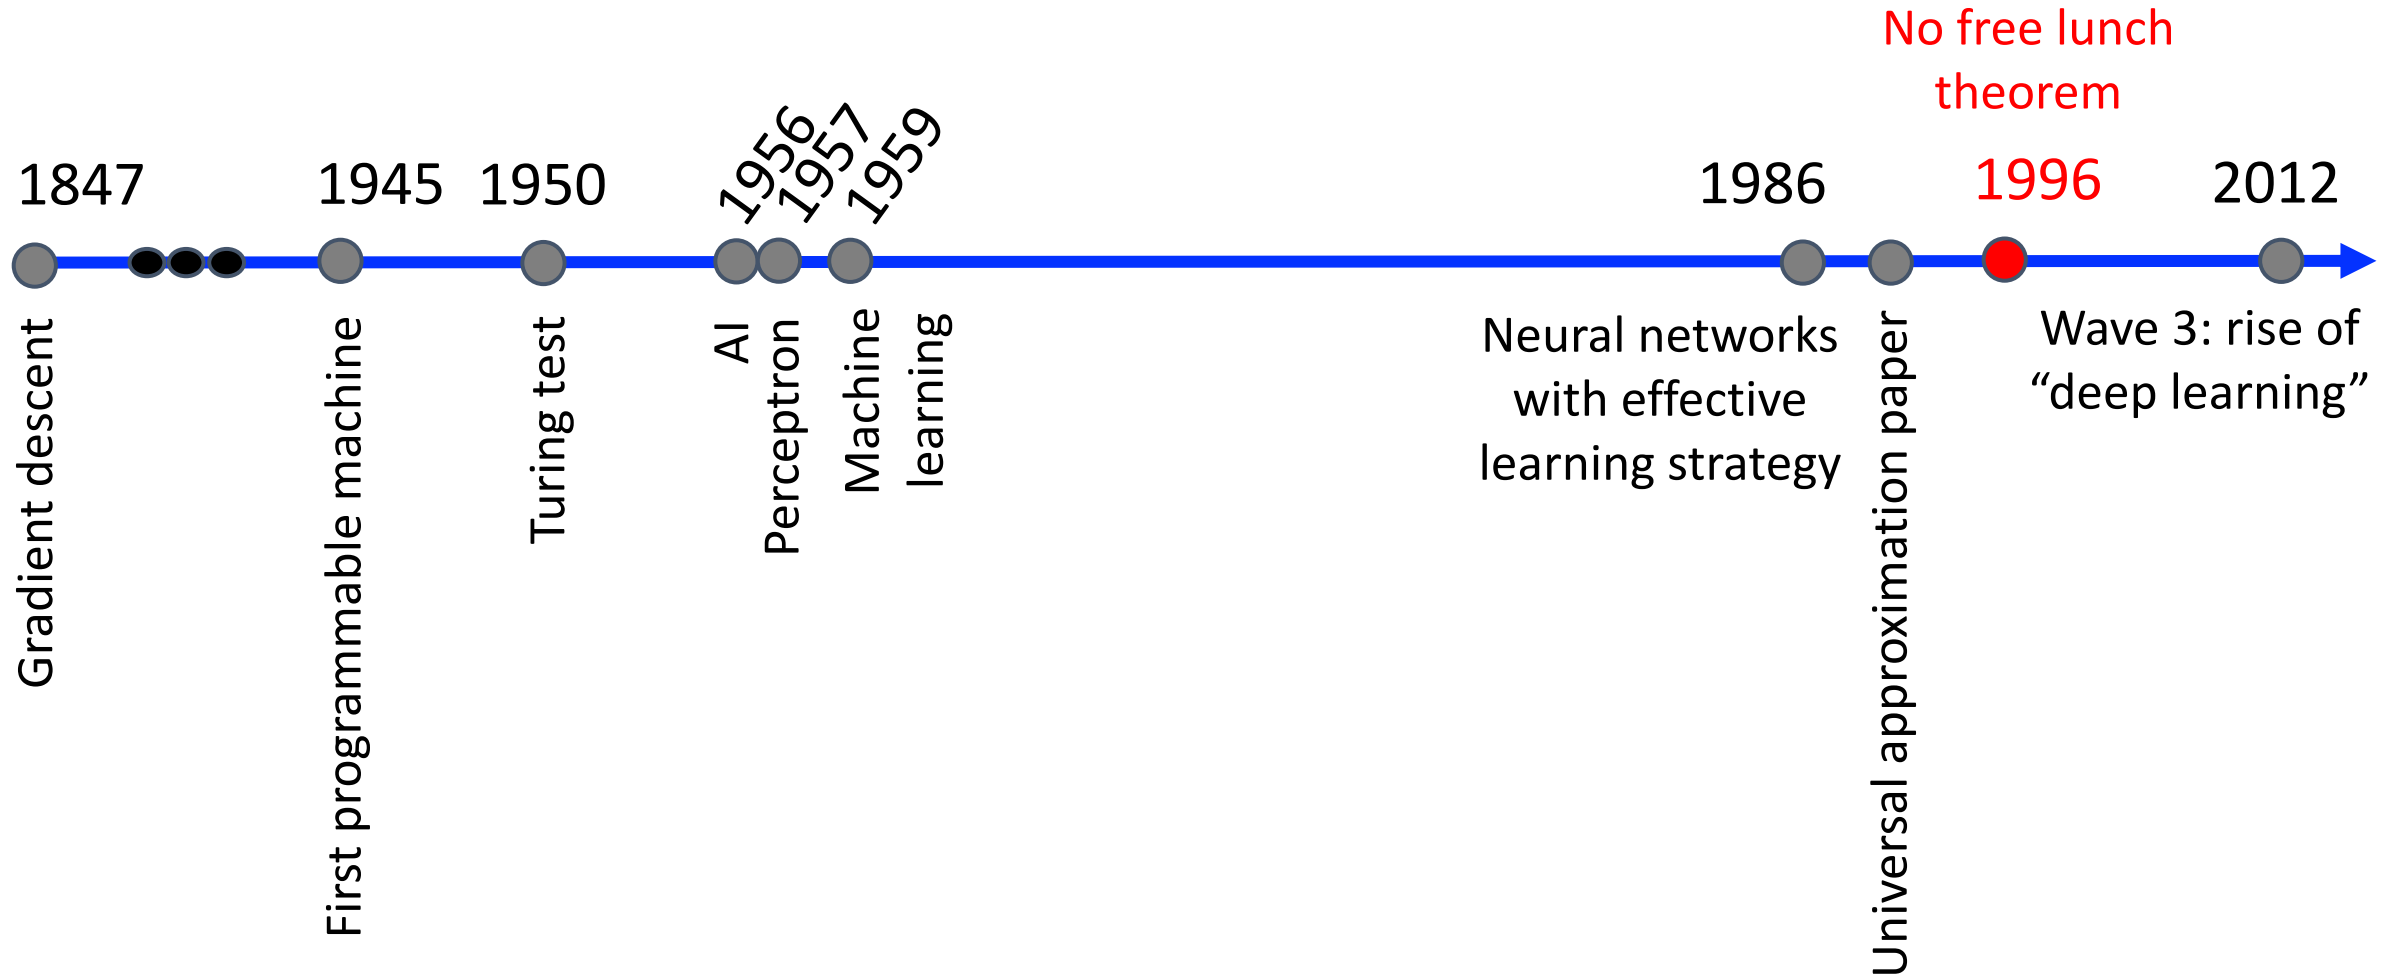 No free lunch
theorem
1847
1945
1950
1956
1957
1959
1986
1996
2012
Gradient descent
First programmable machine
Turing test
AI
Perceptron
Machine
learning
Neural networks
with effective
learning strategy
Universal approximation paper
Wave 3: rise of
“deep learning”